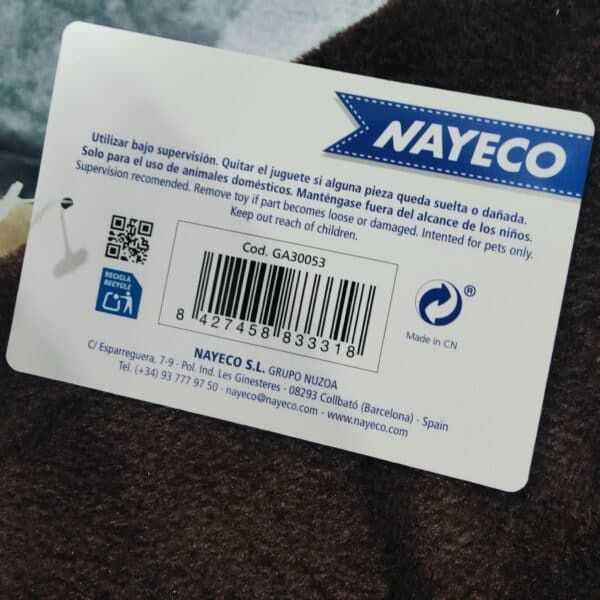 NAYECO
Utilizar bajo supervisión. Quitar el juguete si alguna pieza queda suelta o dañada.
Solo para el uso de animales domésticos. Manténgase fuera del alcance de los niños.
Supervision recomended. Remove toy if part becomes loose or damaged. Intented for pets only.
Keep out reach of children.
Cod. GA30053
8 427458 833318
RECICLA
RECYCLE
®
Made in CN
NAYECO S.L. GRUPO NUZOA
C/ Esparreguera, 7-9 · Pol. Ind. Les Ginesteres · 08293 Collbató (Barcelona) · Spain
Tel. (+34) 93 777 97 50 · nayeco@nayeco.com · www.nayeco.com